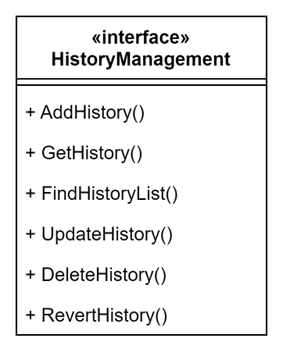 «interface»
HistoryManagement
+ AddHistory()
+ GetHistory()
+ FindHistoryList()
+ UpdateHistory()
+ DeleteHistory()
+ RevertHistory()